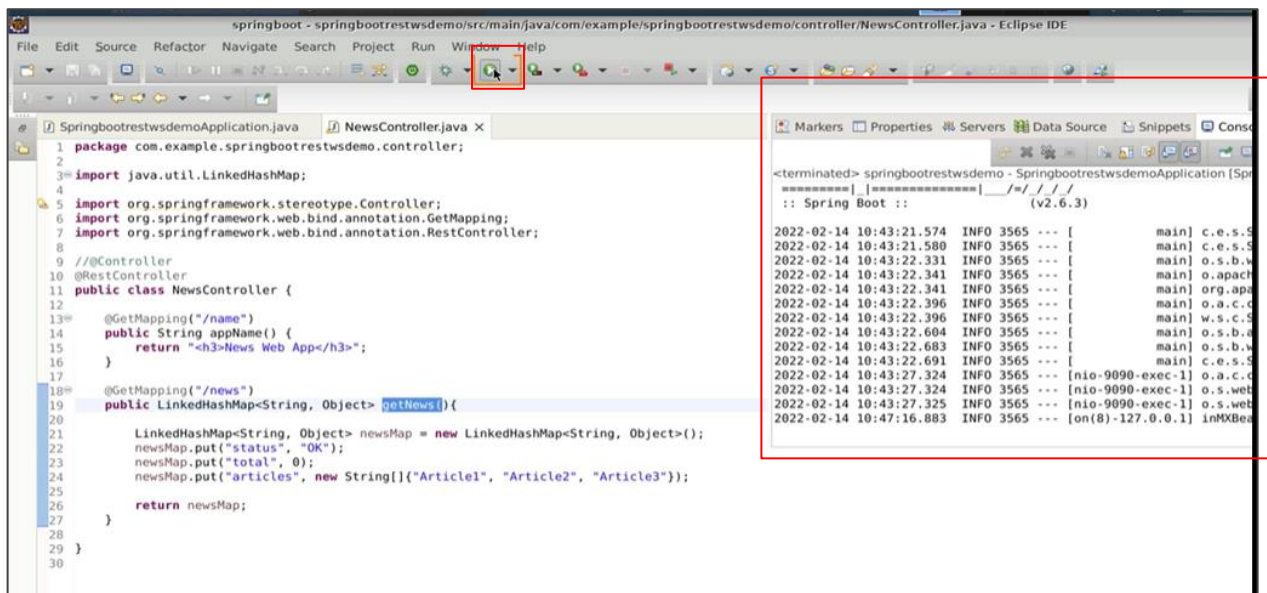 springboot - springbootrestwsdemo/src/main/java/com/example/springbootrestwsdemo/controller/NewsController.java - Eclipse IDE
File Edit Source Refactor Navigate Search Project Run Window Help
SpringbootrestwsdemoApplication.java NewsController.java
1 package com.example.springbootrestwsdemo.controller;
2
3 import java.util.LinkedHashMap;
4
5 import org.springframework.stereotype.Controller;
6 import org.springframework.web.bind.annotation.GetMapping;
7 import org.springframework.web.bind.annotation.RestController;
8
9 //@Controller
10 @RestController
11 public class NewsController {
12
13 @GetMapping("/name")
14 public String appName() {
15 return "<h3>News Web App</h3>";
16 }
17
18 @GetMapping("/news")
19 public LinkedHashMap<String, Object> getNews(){
20
21 LinkedHashMap<String, Object> newsMap = new LinkedHashMap<String, Object>();
22 newsMap.put("status", "OK");
23 newsMap.put("total", 0);
24 newsMap.put("articles", new String[]{"Article1", "Article2", "Article3"});
25
26 return newsMap;
27 }
28
29 }
30
Markers Properties Servers Data Source Snippets Conso
<terminated> springbootrestwsdemo - SpringbootrestwsdemoApplication [Spr
=========|_|==============|___/=/_/_/_/
:: Spring Boot :: (v2.6.3)
2022-02-14 10:43:21.574 INFO 3565 --- [ main] c.e.s.S
2022-02-14 10:43:21.580 INFO 3565 --- [ main] c.e.s.S
2022-02-14 10:43:22.331 INFO 3565 --- [ main] o.s.b.w
2022-02-14 10:43:22.341 INFO 3565 --- [ main] o.apach
2022-02-14 10:43:22.341 INFO 3565 --- [ main] org.apa
2022-02-14 10:43:22.396 INFO 3565 --- [ main] o.a.c.c
2022-02-14 10:43:22.396 INFO 3565 --- [ main] w.s.c.S
2022-02-14 10:43:22.604 INFO 3565 --- [ main] o.s.b.a
2022-02-14 10:43:22.683 INFO 3565 --- [ main] o.s.b.w
2022-02-14 10:43:22.691 INFO 3565 --- [ main] c.e.s.S
2022-02-14 10:43:27.324 INFO 3565 --- [nio-9090-exec-1] o.a.c.c
2022-02-14 10:43:27.324 INFO 3565 --- [nio-9090-exec-1] o.s.web
2022-02-14 10:43:27.325 INFO 3565 --- [nio-9090-exec-1] o.s.web
2022-02-14 10:47:16.883 INFO 3565 --- [on(8)-127.0.0.1] inMXBea